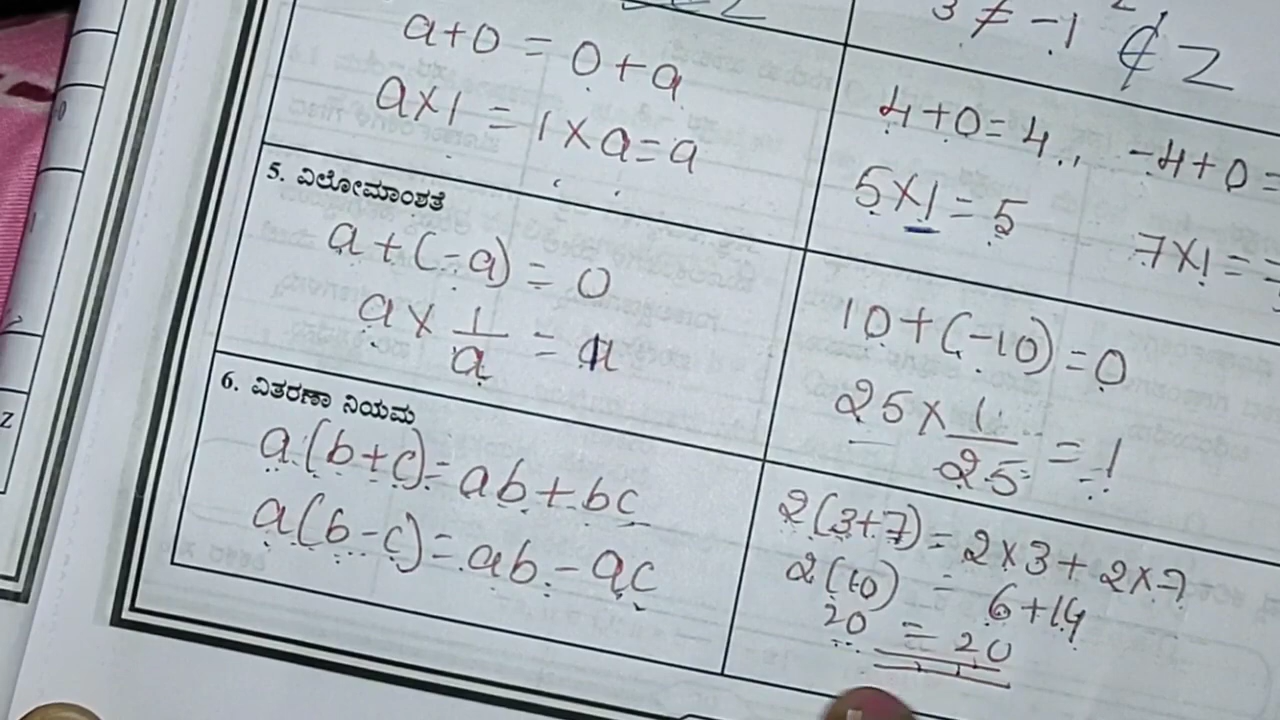 3 ≠ -1 ∉ Z
a+0 = 0+a
a×1 = 1×a=a
4+0=4,, -4+0=
5×1=5 7×1=
5. ವಿಲೋಮಾಂಶತೆ
a+(-a) = 0
a× 1/a = 1
10+(-10)=0
25× 1/25 = 1
6. ವಿತರಣಾ ನಿಯಮ
a(b+c)=ab+bc
a(b-c)=ab-ac
2(3+7)=2×3+2×7
2(10) = 6+14
20 = 20
Z